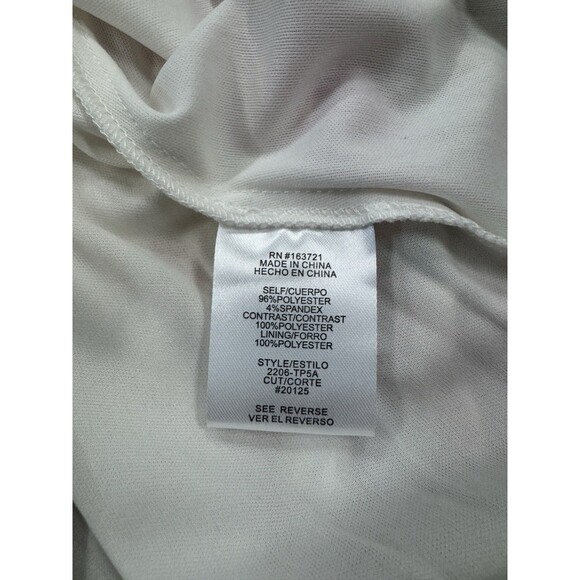 RN #163721
MADE IN CHINA
HECHO EN CHINA
SELF/CUERPO
96%POLYESTER
4%SPANDEX
CONTRAST/CONTRAST
100%POLYESTER
LINING/FORRO
100%POLYESTER
STYLE/ESTILO
2206-TP5A
CUT/CORTE
#20125
SEE REVERSE
VER EL REVERSO